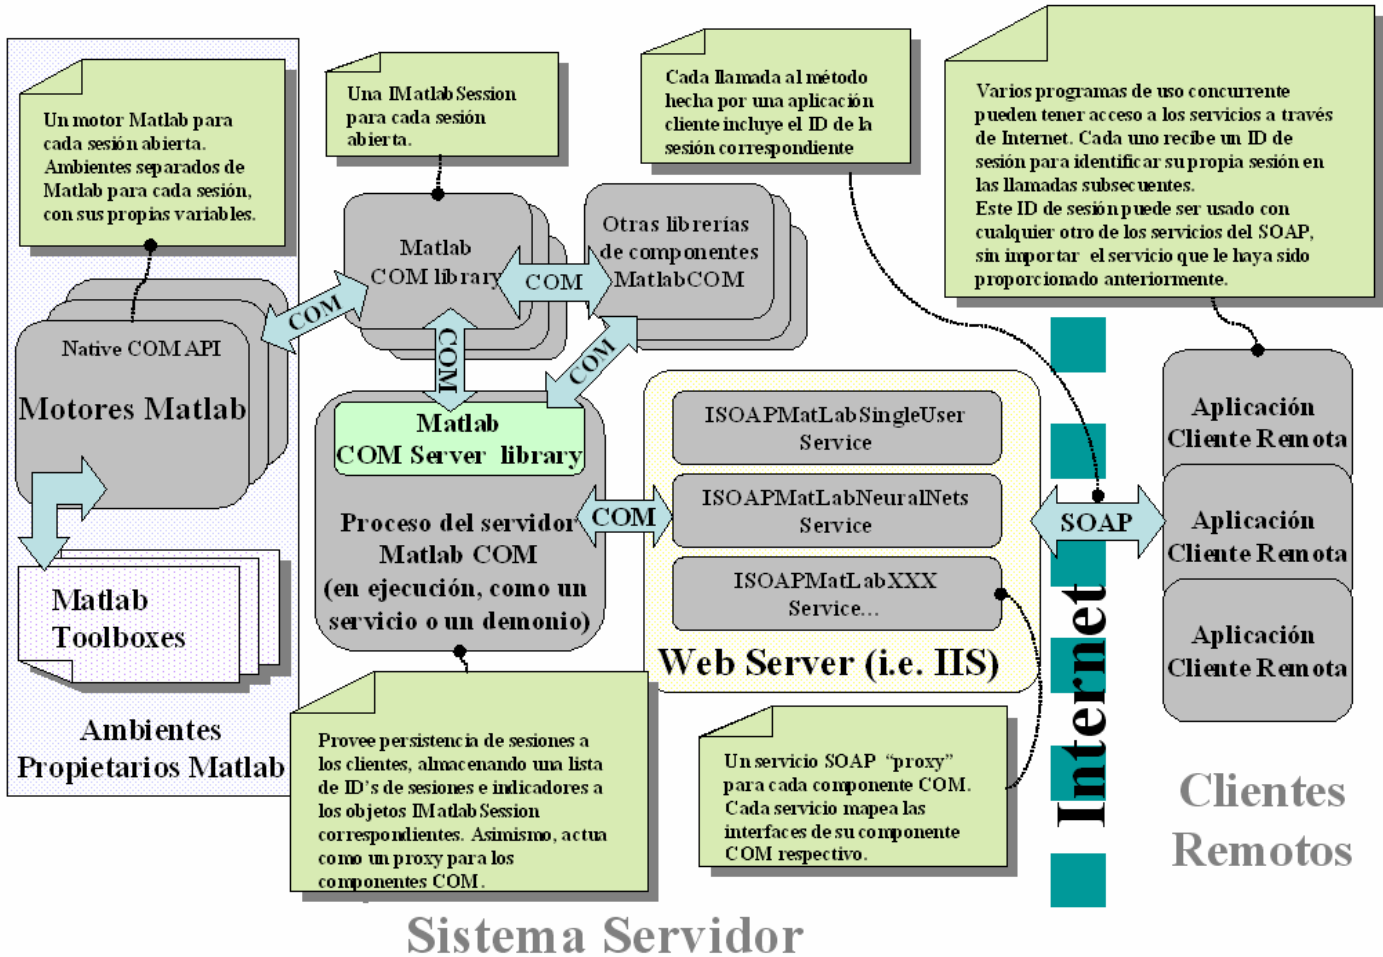 Un motor Matlab para
cada sesión abierta.
Ambientes separados de
Matlab para cada sesión,
con sus propias variables.
Una IMatlabSession
para cada sesión
abierta.
Cada llamada al método
hecha por una aplicación
cliente incluye el ID de la
sesión correspondiente
Varios programas de uso concurrente
pueden tener acceso a los servicios a través
de Internet. Cada uno recibe un ID de
sesión para identificar su propia sesión en
las llamadas subsecuentes.
Este ID de sesión puede ser usado con
cualquier otro de los servicios del SOAP,
sin importar el servicio que le haya sido
proporcionado anteriormente.
Matlab
COM library
COM
Otras librerías
de componentes
MatlabCOM
COM
COM
COM
Native COM API
Motores Matlab
Matlab
Toolboxes
Ambientes
Propietarios Matlab
Matlab
COM Server library
Proceso del servidor
Matlab COM
(en ejecución, como un
servicio o un demonio)
COM
ISOAPMatLabSingleUser
Service
ISOAPMatLabNeuralNets
Service
ISOAPMatLabXXX
Service...
Web Server (i.e. IIS)
SOAP
Internet
Aplicación
Cliente Remota
Aplicación
Cliente Remota
Aplicación
Cliente Remota
Provee persistencia de sesiones a
los clientes, almacenando una lista
de ID's de sesiones e indicadores a
los objetos IMatlabSession
correspondientes. Asimismo, actua
como un proxy para los
componentes COM.
Un servicio SOAP “proxy”
para cada componente COM.
Cada servicio mapea las
interfaces de su componente
COM respectivo.
Clientes
Remotos
Sistema Servidor